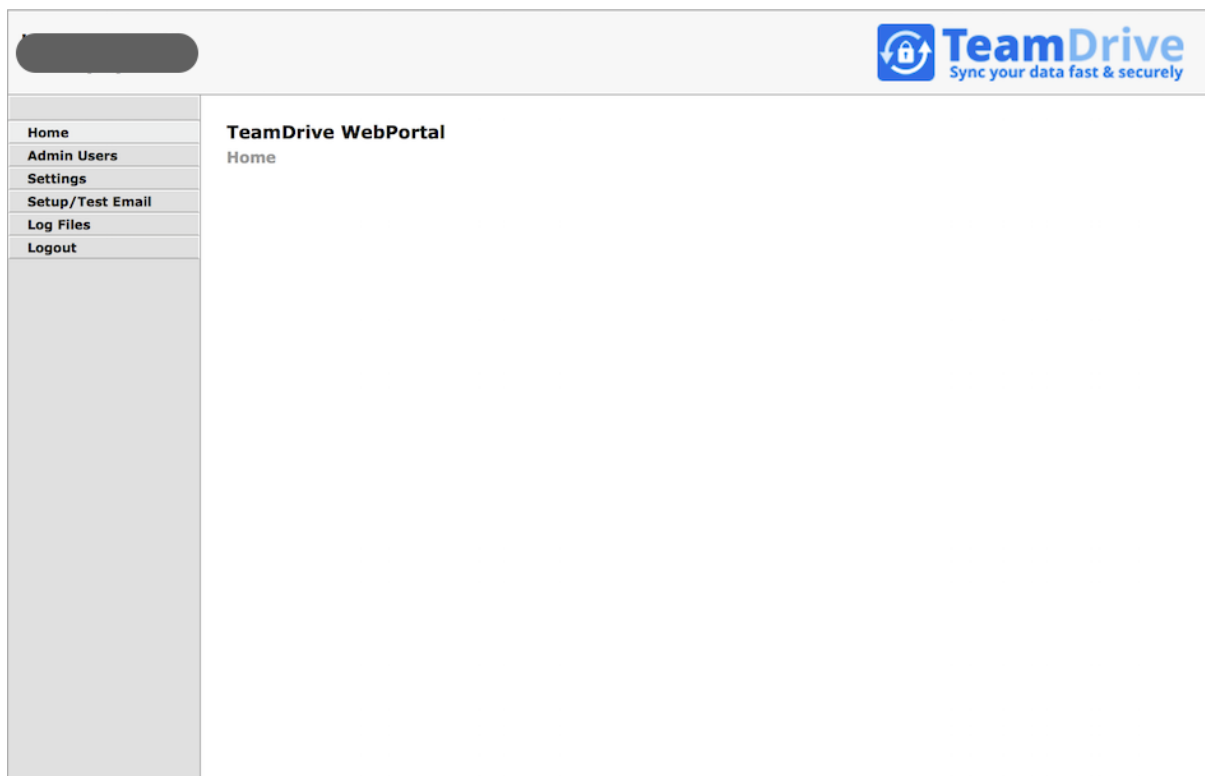 TeamDrive
Sync your data fast & securely
Home
Admin Users
Settings
Setup/Test Email
Log Files
Logout
TeamDrive WebPortal
Home